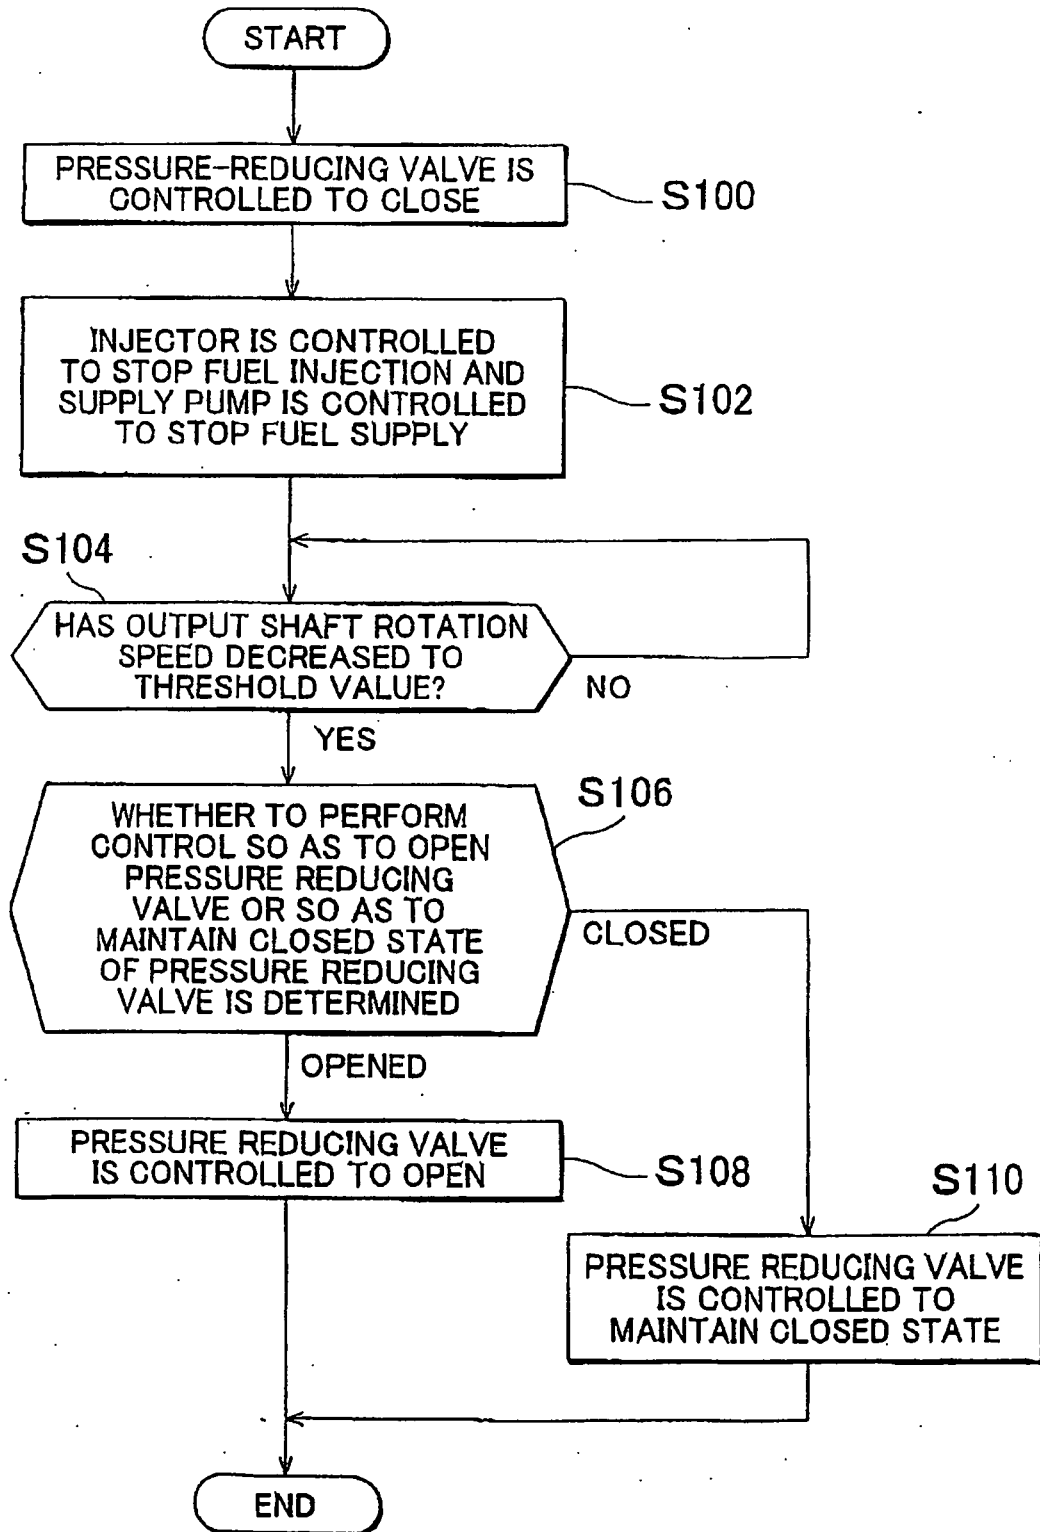 START
PRESSURE-REDUCING VALVE IS
CONTROLLED TO CLOSE
S100
INJECTOR IS CONTROLLED
TO STOP FUEL INJECTION AND
SUPPLY PUMP IS CONTROLLED
TO STOP FUEL SUPPLY
S102
S104
HAS OUTPUT SHAFT ROTATION
SPEED DECREASED TO
THRESHOLD VALUE?
NO
YES
S106
WHETHER TO PERFORM
CONTROL SO AS TO OPEN
PRESSURE REDUCING
VALVE OR SO AS TO
MAINTAIN CLOSED STATE
OF PRESSURE REDUCING
VALVE IS DETERMINED
CLOSED
OPENED
PRESSURE REDUCING VALVE
IS CONTROLLED TO OPEN
S108
S110
PRESSURE REDUCING VALVE
IS CONTROLLED TO
MAINTAIN CLOSED STATE
END